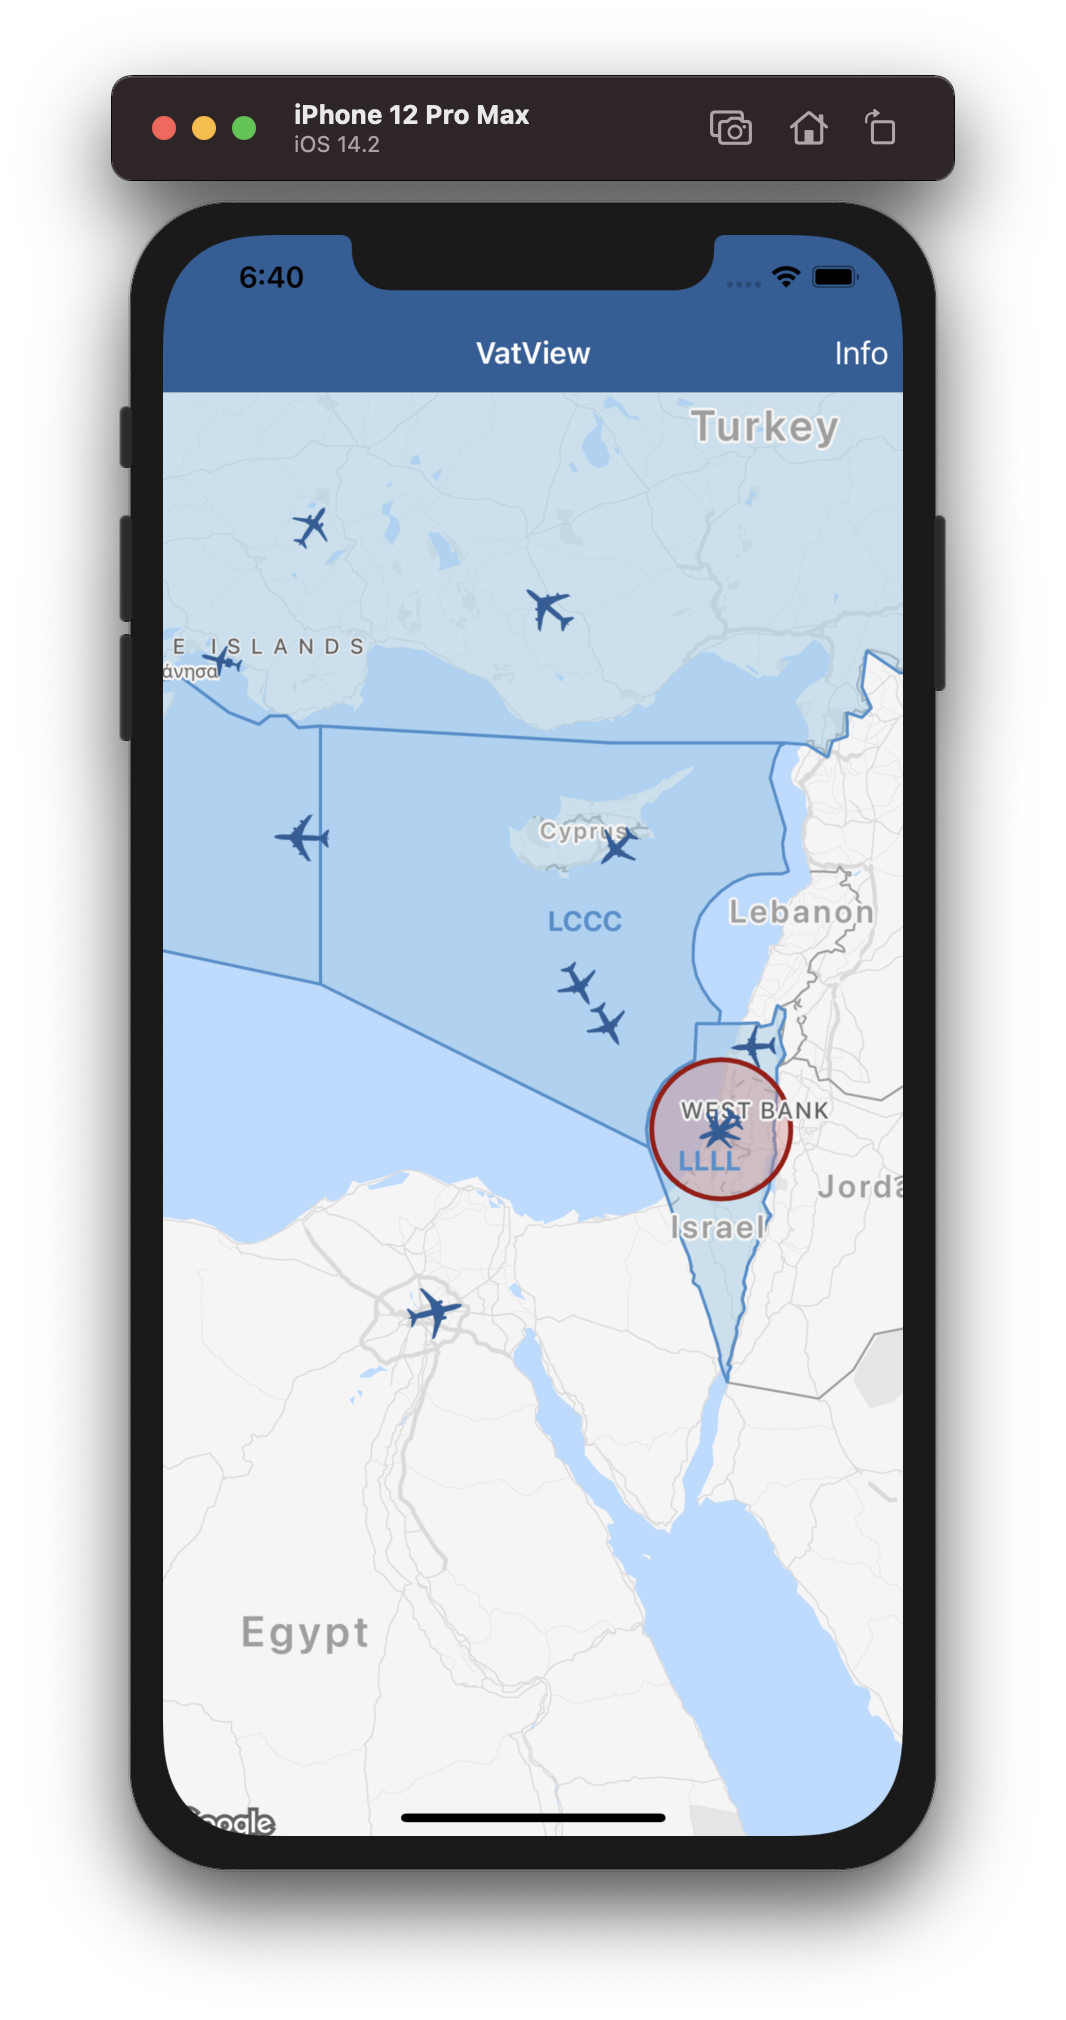 iPhone 12 Pro Max
iOS 14.2
6:40
VatView
Info
Turkey
E ISLANDS
άνησα
Cyprus
LCCC
Lebanon
WEST BANK
LLLL
Israel
Jorda
Egypt
Google